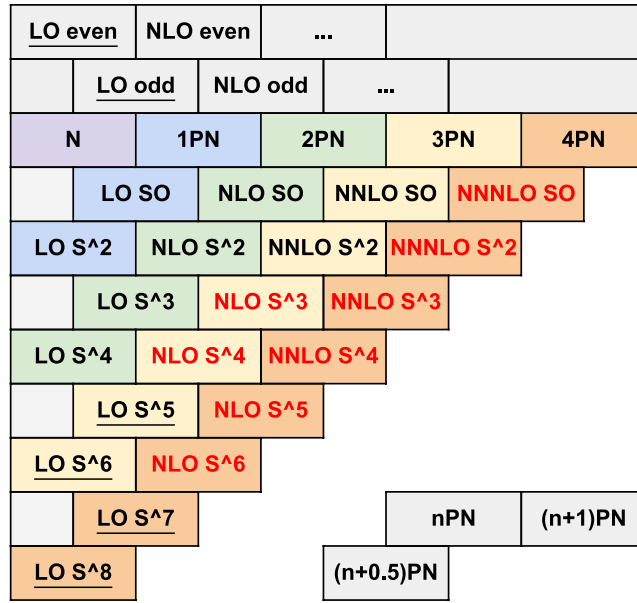 LO even NLO even ...
LO odd NLO odd ...
N 1PN 2PN 3PN 4PN
LO SO NLO SO NNLO SO NNNLO SO
LO S^2 NLO S^2 NNLO S^2 NNNLO S^2
LO S^3 NLO S^3 NNLO S^3
LO S^4 NLO S^4 NNLO S^4
LO S^5 NLO S^5
LO S^6 NLO S^6
LO S^7 nPN (n+1)PN
LO S^8 (n+0.5)PN